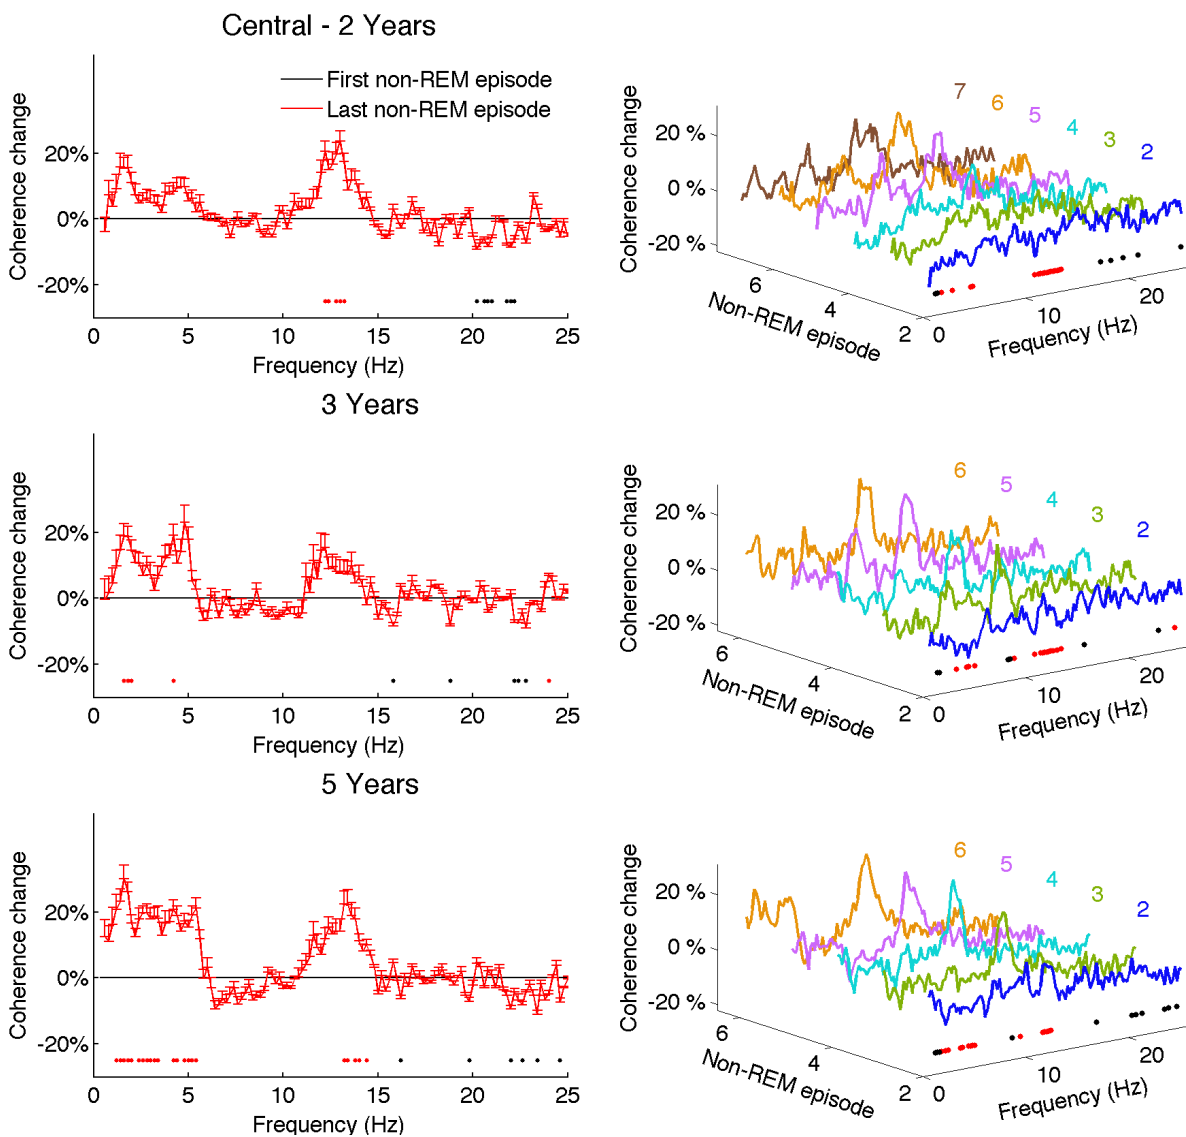 Central - 2 Years
First non-REM episode
Last non-REM episode
Coherence change
20%
0%
-20%
0 5 10 15 20 25
Frequency (Hz)
7 6 5 4 3 2
Coherence change
20 %
0 %
-20 %
6 4 2
Non-REM episode
0 10 20
Frequency (Hz)
3 Years
Coherence change
20%
0%
-20%
0 5 10 15 20 25
Frequency (Hz)
6 5 4 3 2
Coherence change
20 %
0 %
-20 %
6 4 2
Non-REM episode
0 10 20
Frequency (Hz)
5 Years
Coherence change
20%
0%
-20%
0 5 10 15 20 25
Frequency (Hz)
6 5 4 3 2
Coherence change
20 %
0 %
-20 %
6 4 2
Non-REM episode
0 10 20
Frequency (Hz)